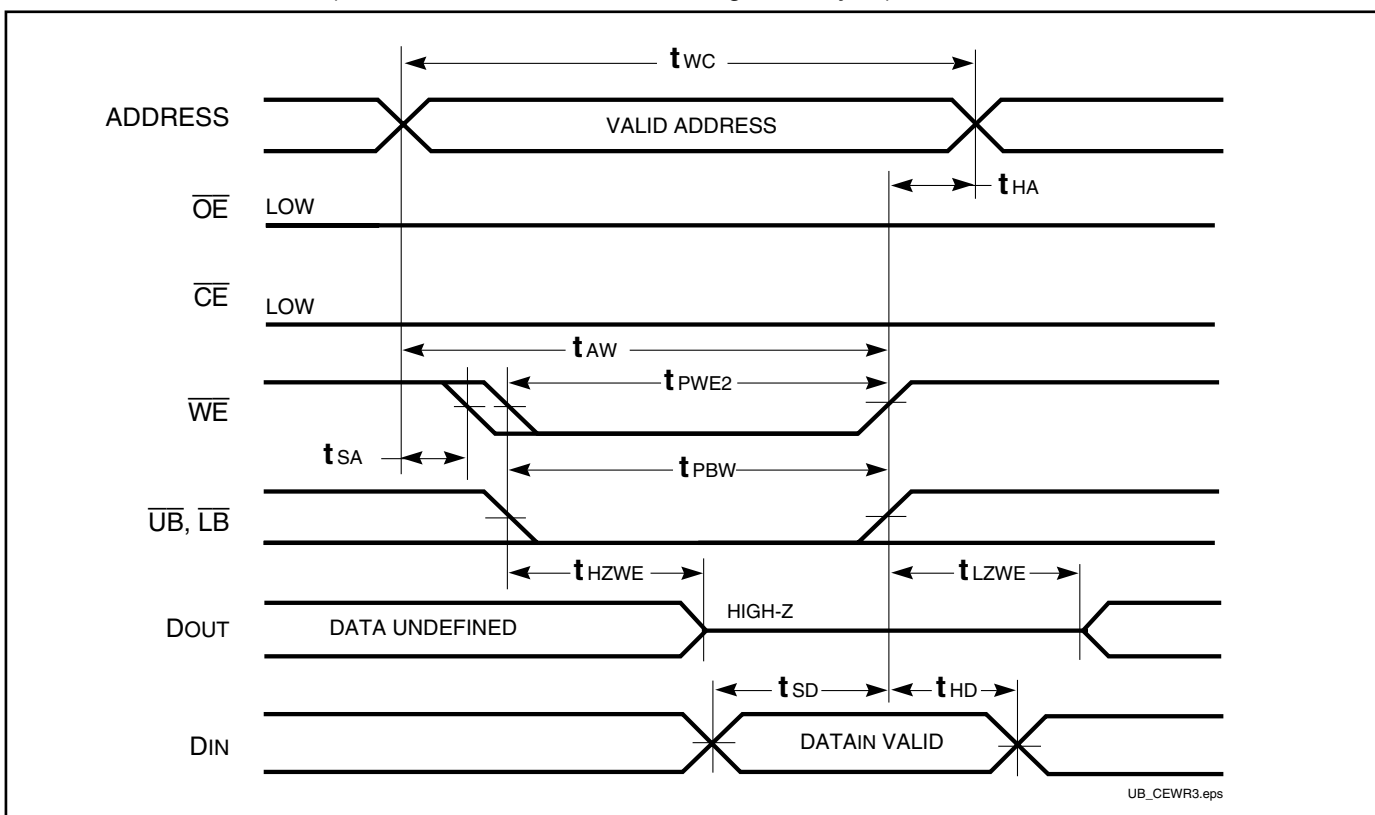 tWC
ADDRESS
VALID ADDRESS
tHA
OE
LOW
CE
LOW
tAW
tPWE2
WE
tSA
tPBW
UB, LB
tHZWE
tLZWE
DOUT
DATA UNDEFINED
HIGH-Z
tSD
tHD
DIN
DATAIN VALID
UB_CEWR3.eps